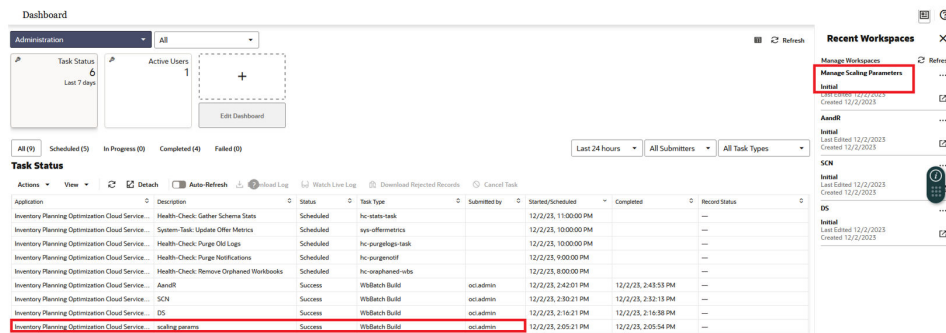 Dashboard
Administration
All
Refresh
Task Status
6
Last 7 days
Active Users
1
+
Edit Dashboard
All (9) Scheduled (5) In Progress (0) Completed (4) Failed (0)
Last 24 hours All Submitters All Task Types
Task Status
Actions View Detach Auto-Refresh Watch Live Log Download Rejected Records Cancel Task
Application Description Status Task Type Submitted by Started/Scheduled Completed Record Status
Inventory Planning Optimization Cloud Service... Health-Check: Gather Schema Stats Scheduled hc-stats-task 12/2/23, 11:00:00 PM —
Inventory Planning Optimization Cloud Service... System-Task: Update Offer Metrics Scheduled sys-offermetrics 12/2/23, 10:00:00 PM —
Inventory Planning Optimization Cloud Service... Health-Check: Purge Old Logs Scheduled hc-purgelogs-task 12/2/23, 10:00:00 PM —
Inventory Planning Optimization Cloud Service... Health-Check: Purge Notifications Scheduled hc-purgenotif 12/2/23, 9:00:00 PM —
Inventory Planning Optimization Cloud Service... Health-Check: Remove Orphaned Workbooks Scheduled hc-oraphaned-wbs 12/2/23, 8:00:00 PM —
Inventory Planning Optimization Cloud Service... AandR Success WbBatch Build oci.admin 12/2/23, 2:42:01 PM 12/2/23, 2:43:53 PM —
Inventory Planning Optimization Cloud Service... SCN Success WbBatch Build oci.admin 12/2/23, 2:30:21 PM 12/2/23, 2:32:13 PM —
Inventory Planning Optimization Cloud Service... DS Success WbBatch Build oci.admin 12/2/23, 2:16:21 PM 12/2/23, 2:16:38 PM —
Inventory Planning Optimization Cloud Service... scaling params Success WbBatch Build oci.admin 12/2/23, 2:05:21 PM 12/2/23, 2:05:54 PM —
Recent Workspaces
Manage Workspaces
Manage Scaling Parameters
Initial
Last Edited 12/2/2023
Created 12/2/2023
AandR
Initial
Last Edited 12/2/2023
Created 12/2/2023
SCN
Initial
Last Edited 12/2/2023
Created 12/2/2023
DS
Initial
Last Edited 12/2/2023
Created 12/2/2023